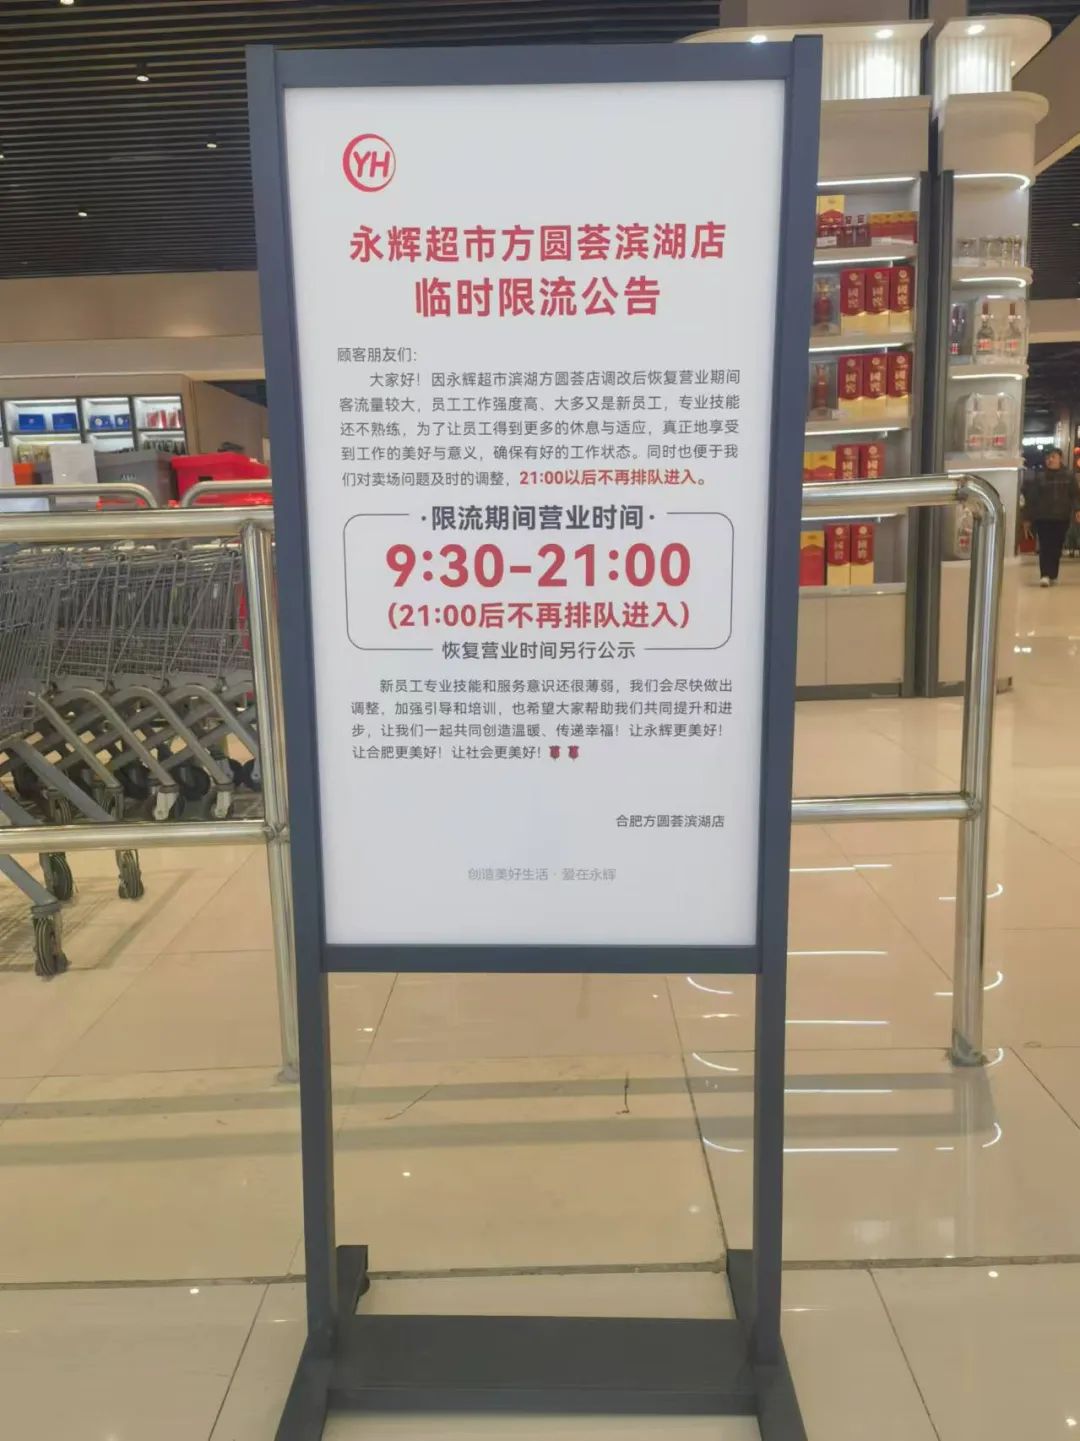 YH
永辉超市方圆荟滨湖店
临时限流公告
顾客朋友们：
大家好！因永辉超市滨湖方圆荟店调改后恢复营业期间
客流量较大，员工工作强度高、大多又是新员工，专业技能
还不熟练，为了让员工得到更多的休息与适应，真正地享受
到工作的美好与意义，确保有好的工作状态。同时也便于我
们对卖场问题及时的调整，21:00以后不再排队进入。
·限流期间营业时间·
9:30-21:00
(21:00后不再排队进入)
恢复营业时间另行公示
新员工专业技能和服务意识还很薄弱，我们会尽快做出
调整，加强引导和培训，也希望大家帮助我们共同提升和进
步，让我们一起共同创造温暖、传递幸福！让永辉更美好！
让合肥更美好！让社会更美好！
合肥方圆荟滨湖店
创造美好生活·爱在永辉